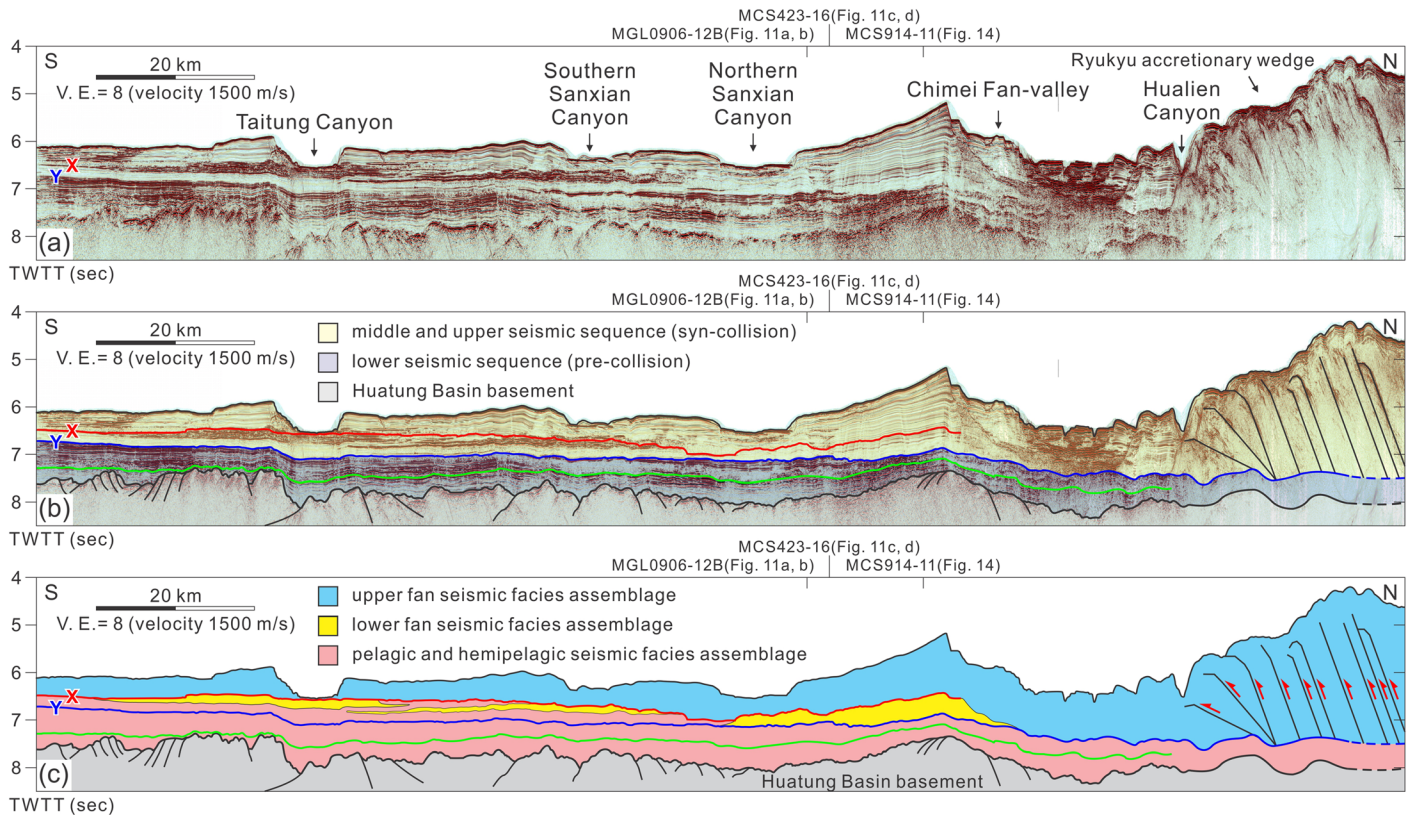 MCS423-16(Fig. 11c, d)
MGL0906-12B(Fig. 11a, b) MCS914-11(Fig. 14)
4
S
N
20 km
V. E.= 8 (velocity 1500 m/s)
Taitung Canyon
Southern
Sanxian
Canyon
Northern
Sanxian
Canyon
Chimei Fan-valley
Hualien
Canyon
Ryukyu accretionary wedge
5
6
X
Y
7
8
(a)
TWTT (sec)
MCS423-16(Fig. 11c, d)
MGL0906-12B(Fig. 11a, b) MCS914-11(Fig. 14)
4
S
N
20 km
V. E.= 8 (velocity 1500 m/s)
middle and upper seismic sequence (syn-collision)
lower seismic sequence (pre-collision)
Huatung Basin basement
5
6
X
Y
7
8
(b)
TWTT (sec)
MCS423-16(Fig. 11c, d)
MGL0906-12B(Fig. 11a, b) MCS914-11(Fig. 14)
4
S
N
20 km
V. E.= 8 (velocity 1500 m/s)
upper fan seismic facies assemblage
lower fan seismic facies assemblage
pelagic and hemipelagic seismic facies assemblage
5
6
X
Y
7
8
(c)
Huatung Basin basement
TWTT (sec)